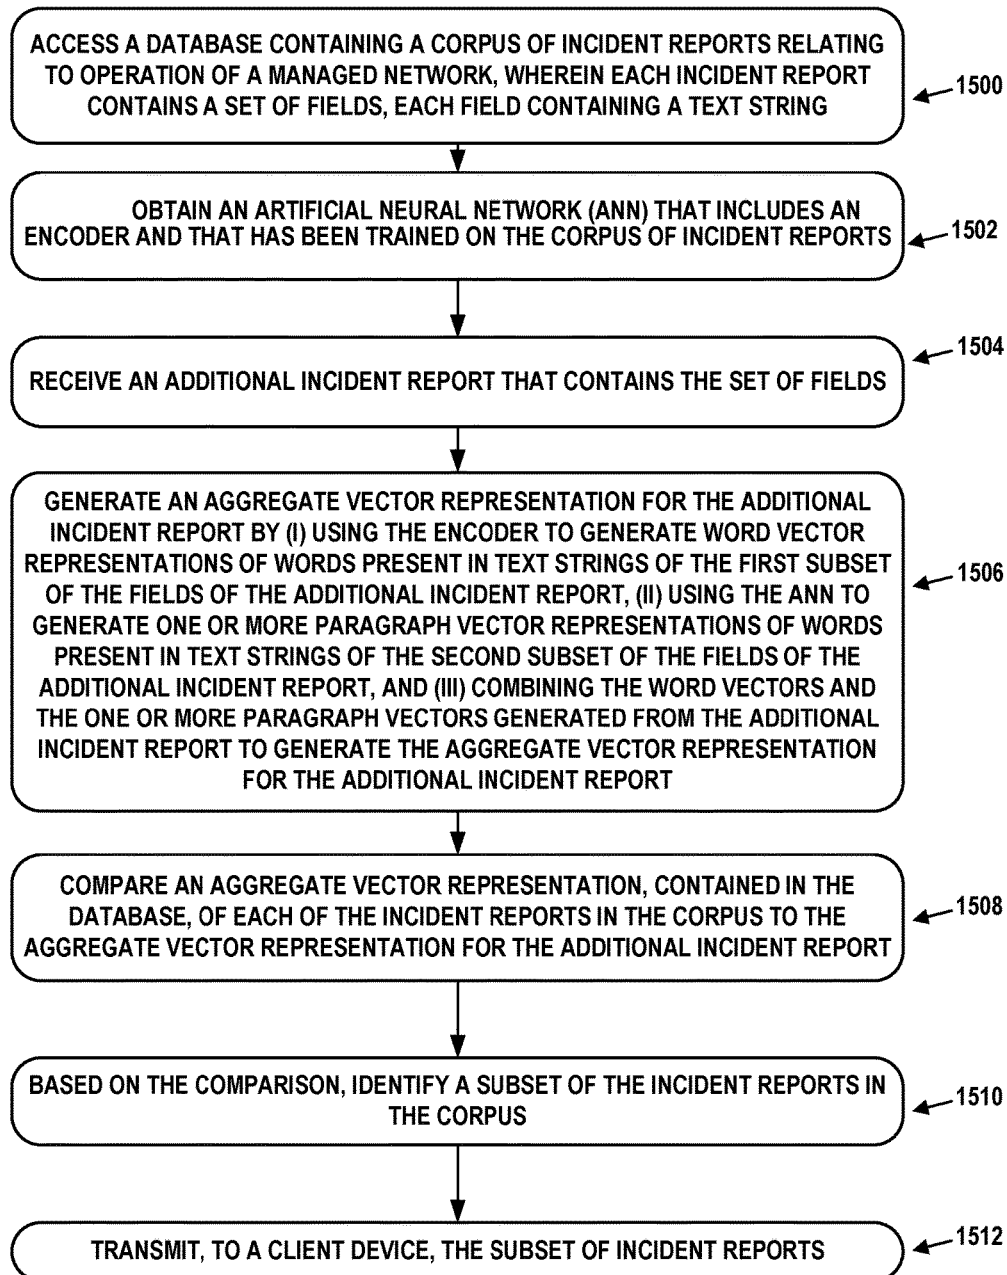 ACCESS A DATABASE CONTAINING A CORPUS OF INCIDENT REPORTS RELATING
TO OPERATION OF A MANAGED NETWORK, WHEREIN EACH INCIDENT REPORT
CONTAINS A SET OF FIELDS, EACH FIELD CONTAINING A TEXT STRING
1500
OBTAIN AN ARTIFICIAL NEURAL NETWORK (ANN) THAT INCLUDES AN
ENCODER AND THAT HAS BEEN TRAINED ON THE CORPUS OF INCIDENT REPORTS
1502
RECEIVE AN ADDITIONAL INCIDENT REPORT THAT CONTAINS THE SET OF FIELDS
1504
GENERATE AN AGGREGATE VECTOR REPRESENTATION FOR THE ADDITIONAL
INCIDENT REPORT BY (I) USING THE ENCODER TO GENERATE WORD VECTOR
REPRESENTATIONS OF WORDS PRESENT IN TEXT STRINGS OF THE FIRST SUBSET
OF THE FIELDS OF THE ADDITIONAL INCIDENT REPORT, (II) USING THE ANN TO
GENERATE ONE OR MORE PARAGRAPH VECTOR REPRESENTATIONS OF WORDS
PRESENT IN TEXT STRINGS OF THE SECOND SUBSET OF THE FIELDS OF THE
ADDITIONAL INCIDENT REPORT, AND (III) COMBINING THE WORD VECTORS AND
THE ONE OR MORE PARAGRAPH VECTORS GENERATED FROM THE ADDITIONAL
INCIDENT REPORT TO GENERATE THE AGGREGATE VECTOR REPRESENTATION
FOR THE ADDITIONAL INCIDENT REPORT
1506
COMPARE AN AGGREGATE VECTOR REPRESENTATION, CONTAINED IN THE
DATABASE, OF EACH OF THE INCIDENT REPORTS IN THE CORPUS TO THE
AGGREGATE VECTOR REPRESENTATION FOR THE ADDITIONAL INCIDENT REPORT
1508
BASED ON THE COMPARISON, IDENTIFY A SUBSET OF THE INCIDENT REPORTS IN
THE CORPUS
1510
TRANSMIT, TO A CLIENT DEVICE, THE SUBSET OF INCIDENT REPORTS
1512